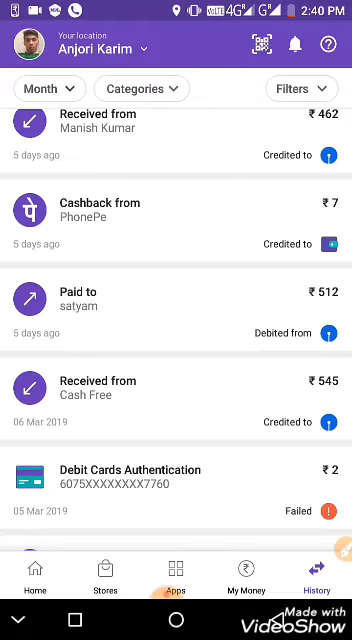 VoLTE 4G R G R 2:40 PM
Your location
Anjori Karim
Month Categories Filters
Received from ₹ 462
Manish Kumar
5 days ago Credited to
पे Cashback from ₹ 7
PhonePe
5 days ago Credited to
Paid to ₹ 512
satyam
5 days ago Debited from
Received from ₹ 545
Cash Free
06 Mar 2019 Credited to
Debit Cards Authentication ₹ 2
6075XXXXXXXX7760
05 Mar 2019 Failed !
Home Stores Apps My Money History
Made with
VideoShow